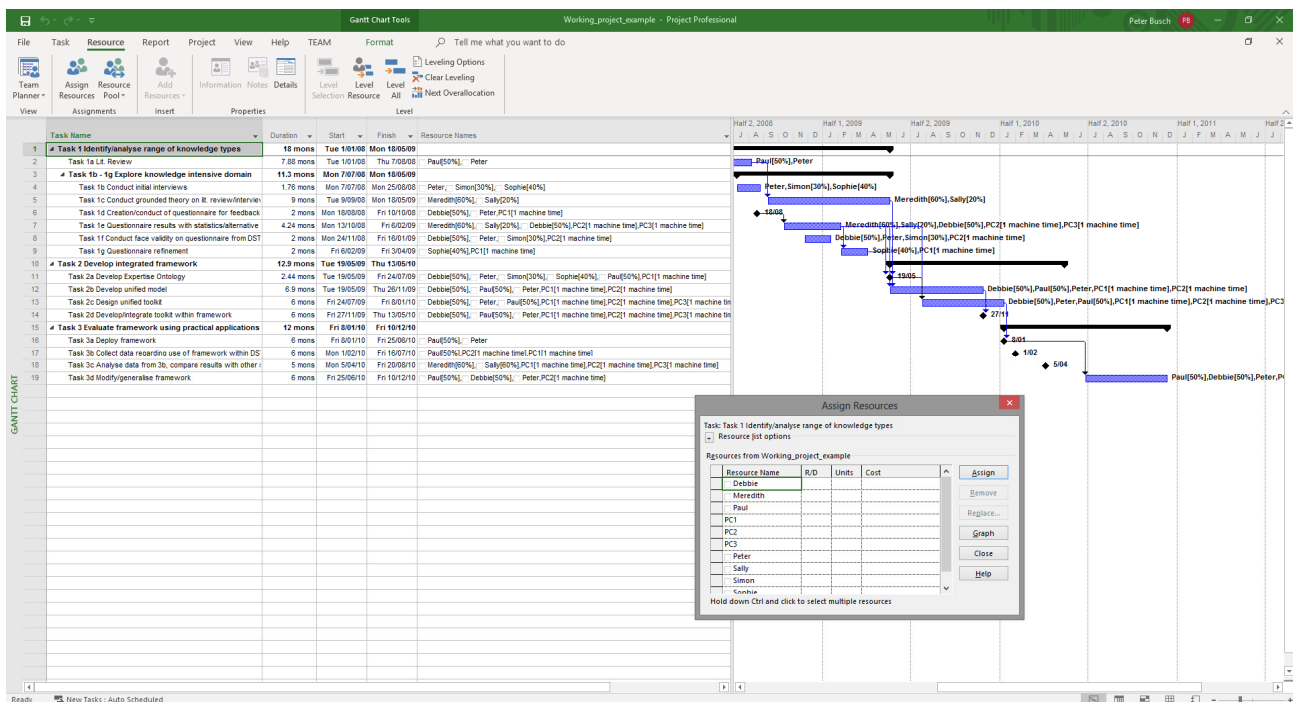 Gantt Chart Tools
Working_project_example - Project Professional
Peter Busch PB
File Task Resource Report Project View Help TEAM Format Tell me what you want to do
Team Planner
Assign Resources
Resource Pool
Add Resources
Information Notes Details
Level Selection
Level Resource
Level All
Leveling Options
Clear Leveling
Next Overallocation
View Assignments Insert Properties Level
Task Name Duration Start Finish Resource Names
Half 2, 2008 Half 1, 2009 Half 2, 2009 Half 1, 2010 Half 2, 2010 Half 1, 2011 Half 2
J A S O N D J F M A M J J A S O N D J F M A M J J A S O N D J F M A M J J
1 Task 1 Identify/analyse range of knowledge types 18 mons Tue 1/01/08 Mon 18/05/09
2 Task 1a Lit. Review 7.88 mons Tue 1/01/08 Thu 7/08/08 Paul[50%], Peter
3 Task 1b - 1g Explore knowledge intensive domain 11.3 mons Mon 7/07/08 Mon 18/05/09
4 Task 1b Conduct initial interviews 1.76 mons Mon 7/07/08 Mon 25/08/08 Peter, Simon[30%], Sophie[40%]
5 Task 1c Conduct grounded theory on lit. review/interview 9 mons Tue 9/09/08 Mon 18/05/09 Meredith[60%], Sally[20%]
6 Task 1d Creation/conduct of questionnaire for feedback 2 mons Mon 18/08/08 Fri 10/10/08 Debbie[50%], Peter,PC1[1 machine time]
7 Task 1e Questionnaire results with statistics/alternative 4.24 mons Mon 13/10/08 Fri 6/02/09 Meredith[60%], Sally[20%], Debbie[50%],PC2[1 machine time],PC3[1 machine time]
8 Task 1f Conduct face validity on questionnaire from DST 2 mons Mon 24/11/08 Fri 16/01/09 Debbie[50%], Peter, Simon[30%],PC2[1 machine time]
9 Task 1g Questionnaire refinement 2 mons Fri 6/02/09 Fri 3/04/09 Sophie[40%],PC1[1 machine time]
10 Task 2 Develop integrated framework 12.9 mons Tue 19/05/09 Thu 13/05/10
11 Task 2a Develop Expertise Ontology 2.44 mons Tue 19/05/09 Fri 24/07/09 Debbie[50%], Peter, Simon[30%], Sophie[40%], Paul[50%],PC1[1 machine time]
12 Task 2b Develop unified model 6.9 mons Tue 19/05/09 Thu 26/11/09 Debbie[50%], Paul[50%], Peter,PC1[1 machine time],PC2[1 machine time]
13 Task 2c Design unified toolkit 6 mons Fri 24/07/09 Fri 8/01/10 Debbie[50%], Peter, Paul[50%],PC1[1 machine time],PC2[1 machine time],PC3[1 machine tin
14 Task 2d Develop/integrate toolkit within framework 6 mons Fri 27/11/09 Thu 13/05/10 Debbie[50%], Paul[50%], Peter,PC1[1 machine time],PC2[1 machine time],PC3[1 machine tin
15 Task 3 Evaluate framework using practical applications 12 mons Fri 8/01/10 Fri 10/12/10
16 Task 3a Deploy framework 6 mons Fri 8/01/10 Fri 25/06/10 Paul[50%], Peter
17 Task 3b Collect data regarding use of framework within DS 6 mons Mon 1/02/10 Fri 16/07/10 Paul[50%],PC2[1 machine time],PC1[1 machine time]
18 Task 3c Analyse data from 3b, compare results with other 5 mons Mon 5/04/10 Fri 20/08/10 Meredith[60%], Sally[60%],PC1[1 machine time],PC2[1 machine time],PC3[1 machine time]
19 Task 3d Modify/generalise framework 6 mons Fri 25/06/10 Fri 10/12/10 Paul[50%], Debbie[50%], Peter,PC2[1 machine time]
Paul[50%],Peter
Peter,Simon[30%],Sophie[40%]
Meredith[60%],Sally[20%]
18/08
Meredith[60%],Sally[20%],Debbie[50%],PC2[1 machine time],PC3[1 machine time]
Debbie[50%],Peter,Simon[30%],PC2[1 machine time]
Sophie[40%],PC1[1 machine time]
19/05
Debbie[50%],Paul[50%],Peter,PC1[1 machine time],PC2[1 machine time]
Debbie[50%],Peter,Paul[50%],PC1[1 machine time],PC2[1 machine time],PC3
27/11
8/01
1/02
5/04
Paul[50%],Debbie[50%],Peter,P
GANTT CHART
Assign Resources
Task: Task 1 Identify/analyse range of knowledge types
Resource list options
Resources from Working_project_example
Resource Name R/D Units Cost
Debbie
Meredith
Paul
PC1
PC2
PC3
Peter
Sally
Simon
Sophie
Assign
Remove
Replace...
Graph
Close
Help
Hold down Ctrl and click to select multiple resources
Ready New Tasks : Auto Scheduled